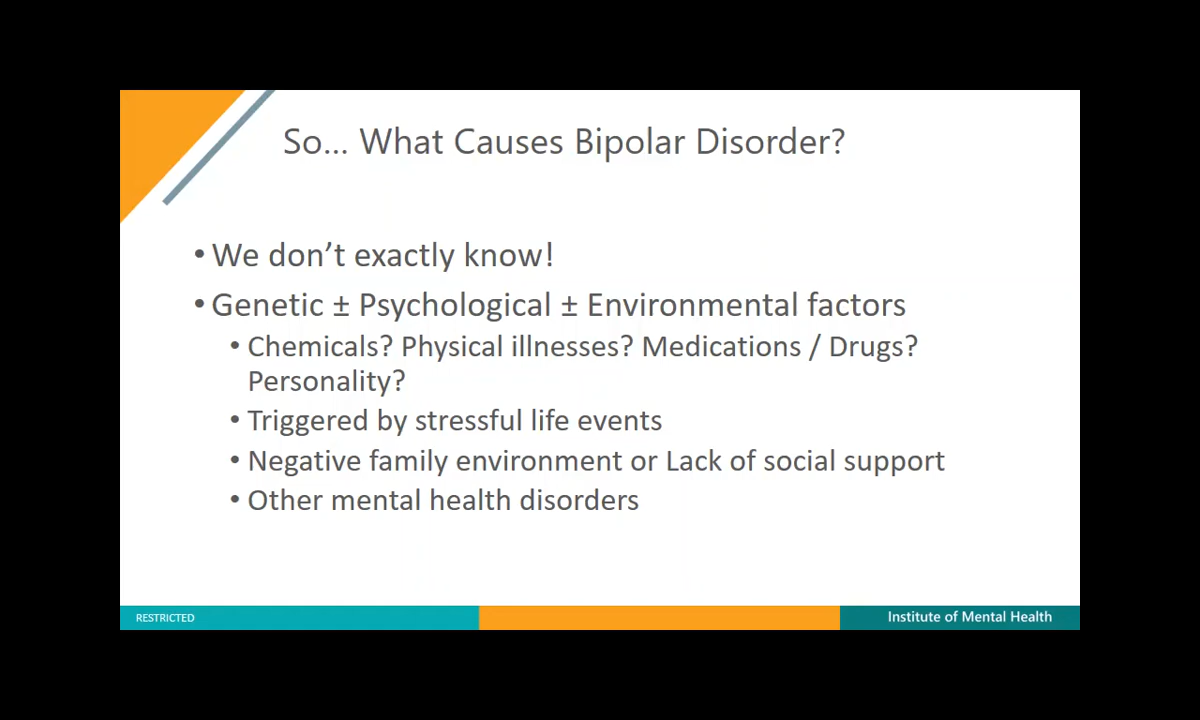 So... What Causes Bipolar Disorder?
• We don’t exactly know!
• Genetic ± Psychological ± Environmental factors
• Chemicals? Physical illnesses? Medications / Drugs?
Personality?
• Triggered by stressful life events
• Negative family environment or Lack of social support
• Other mental health disorders
RESTRICTED
Institute of Mental Health